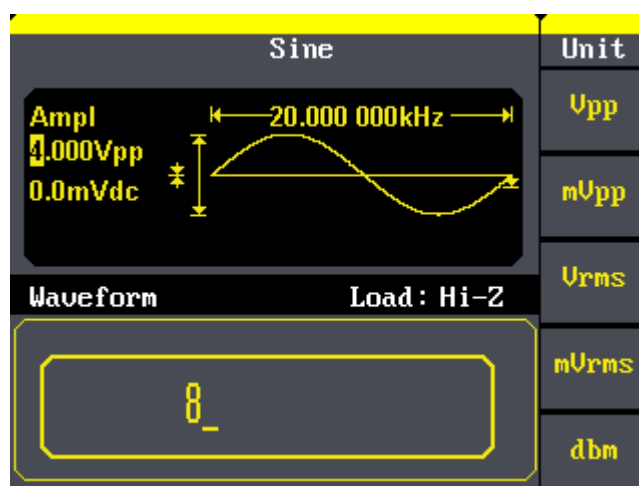 Sine
Unit
Ampl
20.000 000kHz
4.000Vpp
0.0mVdc
Vpp
mVpp
Vrms
mVrms
dbm
Waveform
Load: Hi-Z
8_